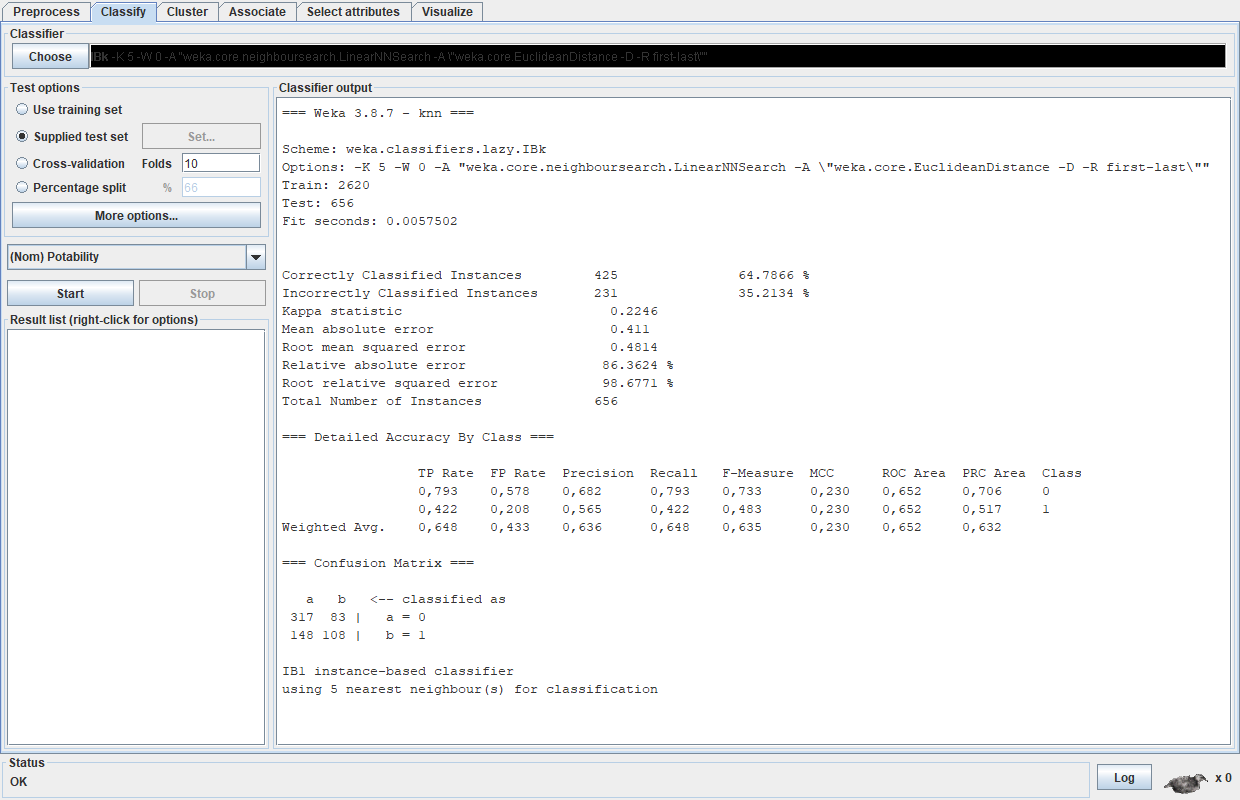 Preprocess Classify Cluster Associate Select attributes Visualize
Classifier
Choose IBk -K 5 -W 0 -A "weka.core.neighboursearch.LinearNNSearch -A \"weka.core.EuclideanDistance -D -R first-last\""
Test options
Use training set
Supplied test set Set...
Cross-validation Folds 10
Percentage split % 66
More options...
(Nom) Potability
Start Stop
Result list (right-click for options)
Classifier output
=== Weka 3.8.7 - knn ===
Scheme: weka.classifiers.lazy.IBk
Options: -K 5 -W 0 -A "weka.core.neighboursearch.LinearNNSearch -A \"weka.core.EuclideanDistance -D -R first-last\""
Train: 2620
Test: 656
Fit seconds: 0.0057502
Correctly Classified Instances 425 64.7866 %
Incorrectly Classified Instances 231 35.2134 %
Kappa statistic 0.2246
Mean absolute error 0.411
Root mean squared error 0.4814
Relative absolute error 86.3624 %
Root relative squared error 98.6771 %
Total Number of Instances 656
=== Detailed Accuracy By Class ===
TP Rate FP Rate Precision Recall F-Measure MCC ROC Area PRC Area Class
0,793 0,578 0,682 0,793 0,733 0,230 0,652 0,706 0
0,422 0,208 0,565 0,422 0,483 0,230 0,652 0,517 1
Weighted Avg. 0,648 0,433 0,636 0,648 0,635 0,230 0,652 0,632
=== Confusion Matrix ===
a b <-- classified as
317 83 | a = 0
148 108 | b = 1
IB1 instance-based classifier
using 5 nearest neighbour(s) for classification
Status
OK
Log x 0